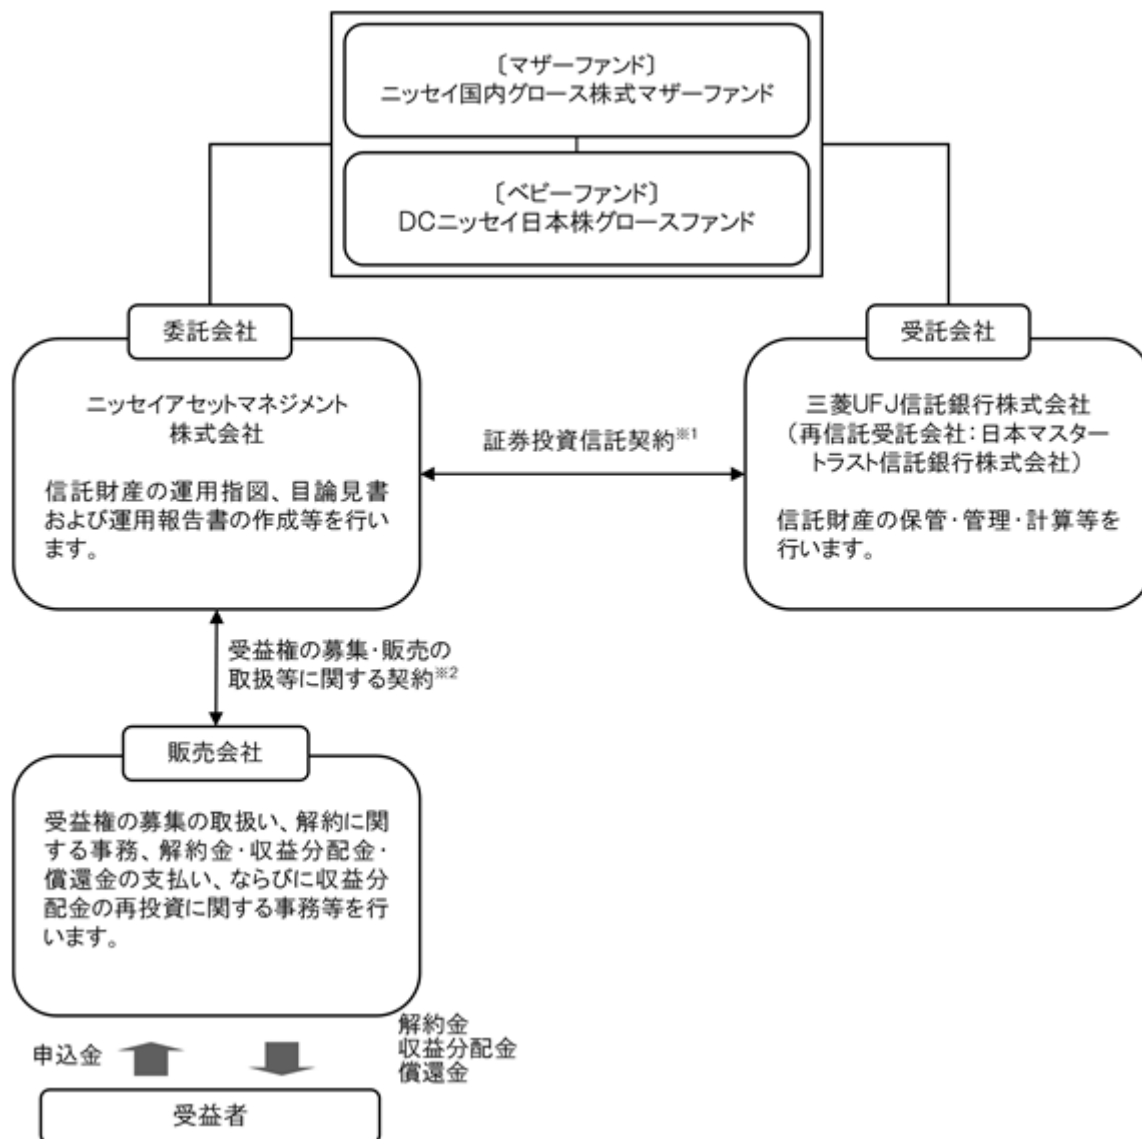 〔マザーファンド〕
ニッセイ国内グロース株式マザーファンド
〔ベビーファンド〕
DCニッセイ日本株グロースファンド
委託会社
ニッセイアセットマネジメント
株式会社
信託財産の運用指図、目論見書
および運用報告書の作成等を行い
ます。
証券投資信託契約※1
受託会社
三菱UFJ信託銀行株式会社
（再信託受託会社：日本マスター
トラスト信託銀行株式会社）
信託財産の保管・管理・計算等を
行います。
受益権の募集・販売の
取扱等に関する契約※2
販売会社
受益権の募集の取扱い、解約に関
する事務、解約金・収益分配金・
償還金の支払い、ならびに収益分
配金の再投資に関する事務等を行
います。
申込金
解約金
収益分配金
償還金
受益者